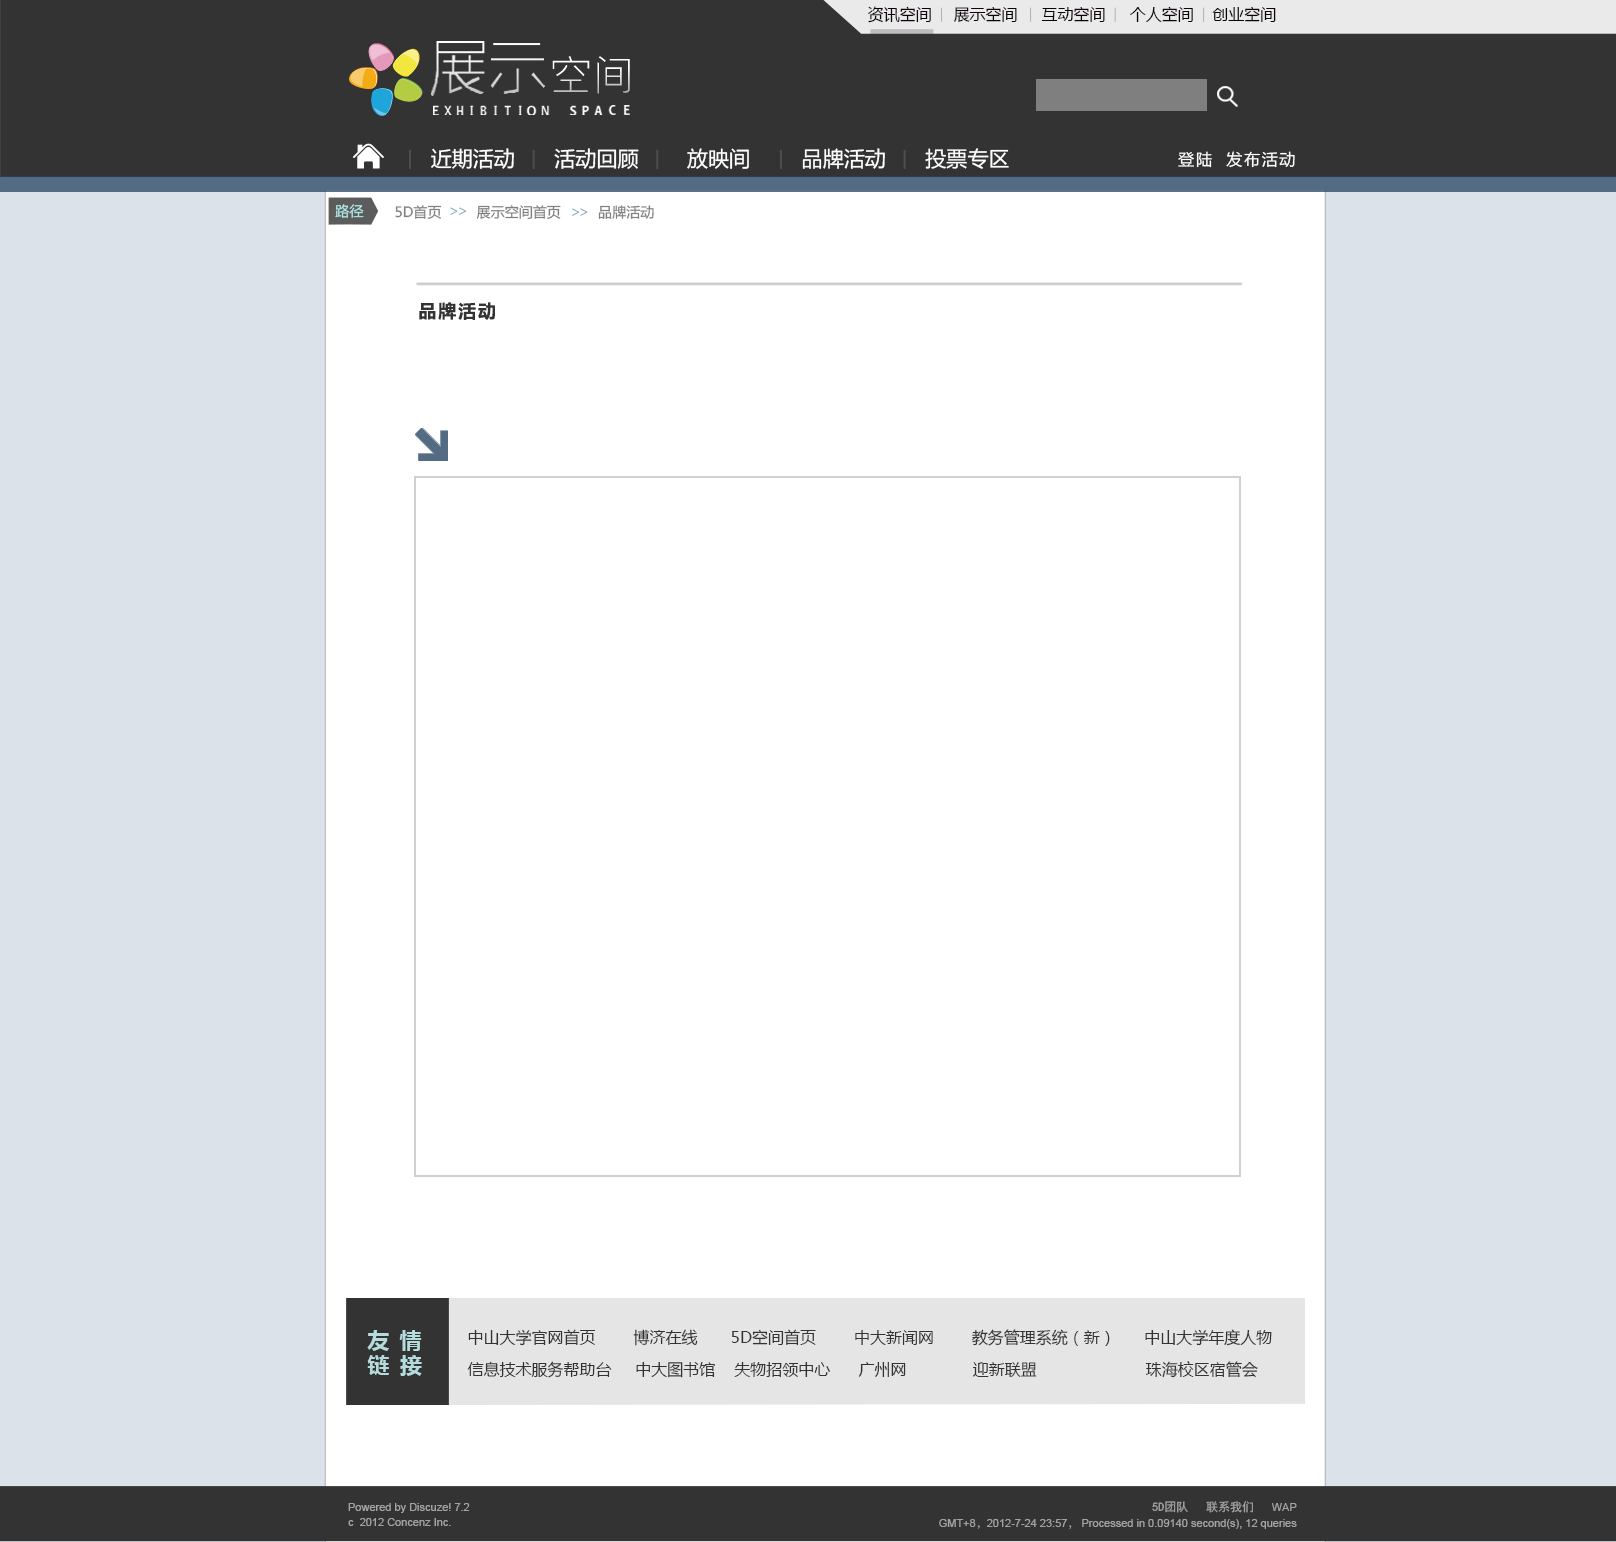 资讯空间 | 展示空间 | 互动空间 | 个人空间 | 创业空间
展示空间
EXHIBITION SPACE
近期活动 | 活动回顾 | 放映间 | 品牌活动 | 投票专区
登陆 发布活动
路径 5D首页 >> 展示空间首页 >> 品牌活动
品牌活动
友情链接
中山大学官网首页 博济在线 5D空间首页 中大新闻网 教务管理系统（新） 中山大学年度人物
信息技术服务帮助台 中大图书馆 失物招领中心 广州网 迎新联盟 珠海校区宿管会
Powered by Discuze! 7.2
c 2012 Concenz Inc.
5D团队 联系我们 WAP
GMT+8, 2012-7-24 23:57, Processed in 0.09140 second(s), 12 queries